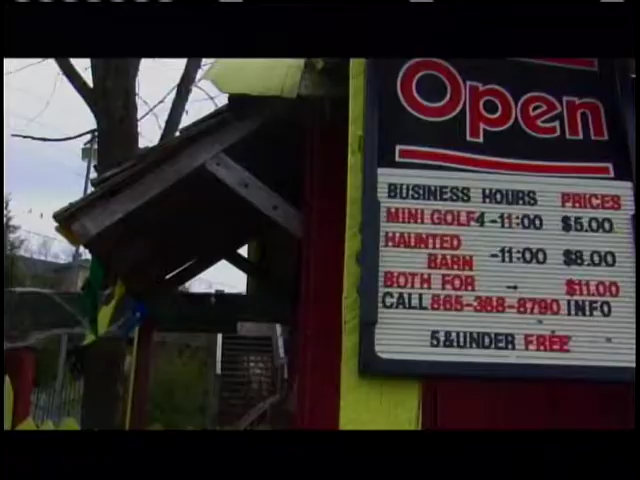 Open
BUSINESS HOURS PRICES
MINI GOLF 4-11:00 $5.00
HAUNTED
BARN -11:00 $8.00
BOTH FOR - $11.00
CALL 865-388-8790 INFO
5&UNDER FREE